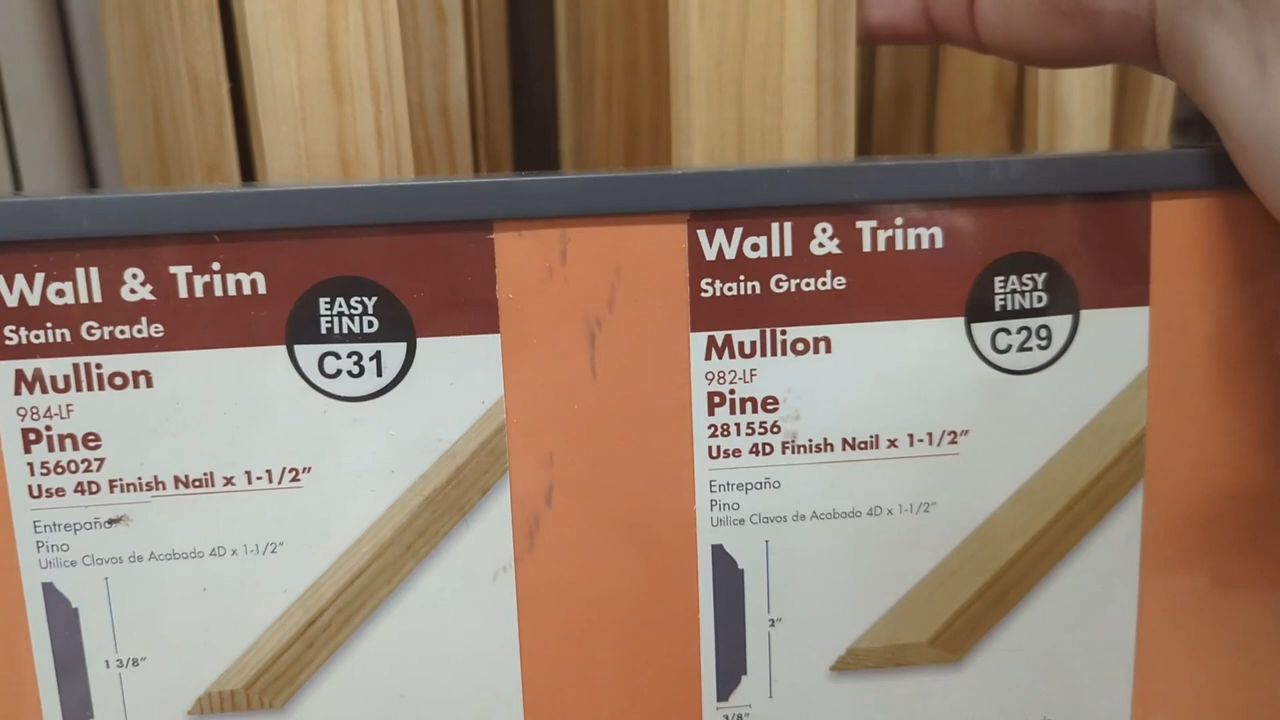 Wall & Trim
Stain Grade
EASY
FIND
C31
Mullion
984-LF
Pine
156027
Use 4D Finish Nail x 1-1/2"
Entrepaño
Pino
Utilice Clavos de Acabado 4D x 1-1/2"
1 3/8"
Wall & Trim
Stain Grade
EASY
FIND
C29
Mullion
982-LF
Pine
281556
Use 4D Finish Nail x 1-1/2"
Entrepaño
Pino
Utilice Clavos de Acabado 4D x 1-1/2"
2"
3/8"